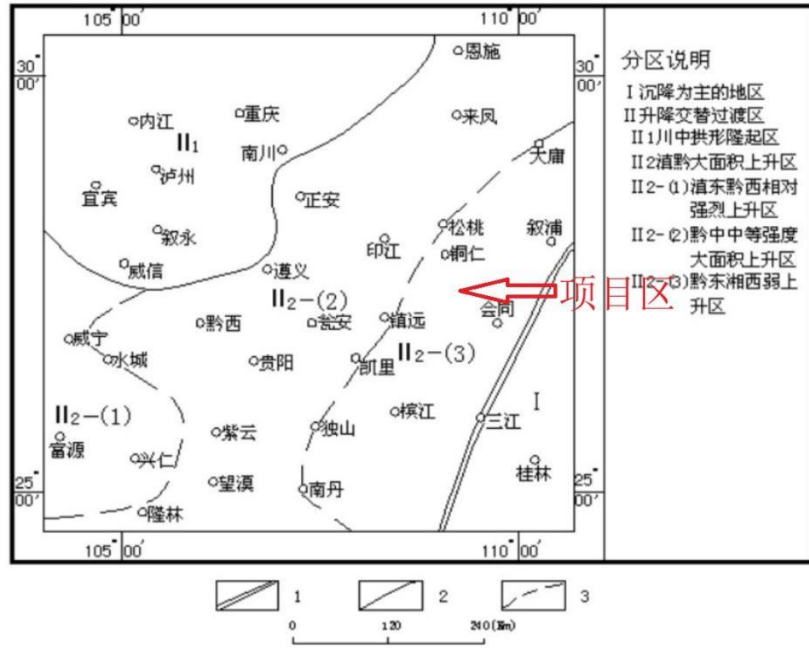 105°00′
110°00′
30°00′
恩施
内江
重庆
来凤
II1
南川
大庸
泸州
宜宾
正安
松桃
叙浦
叙永
印江
铜仁
威信
遵义
II2-(2)
项目区
黔西
瓮安
镇远
会同
威宁
水城
贵阳
凯里
II2-(3)
II2-(1)
槟江
I
富源
紫云
独山
三江
兴仁
桂林
25°00′
望漠
南丹
隆林
105°00′
110°00′
分区说明
I 沉降为主的地区
II 升降交替过渡区
II1川中拱形隆起区
II2滇黔大面积上升区
II2-(1)滇东黔西相对
强烈上升区
II2-(2)黔中中等强度
大面积上升区
II2-(3)黔东湘西弱上
升区
1
2
3
0 120 240(Km)